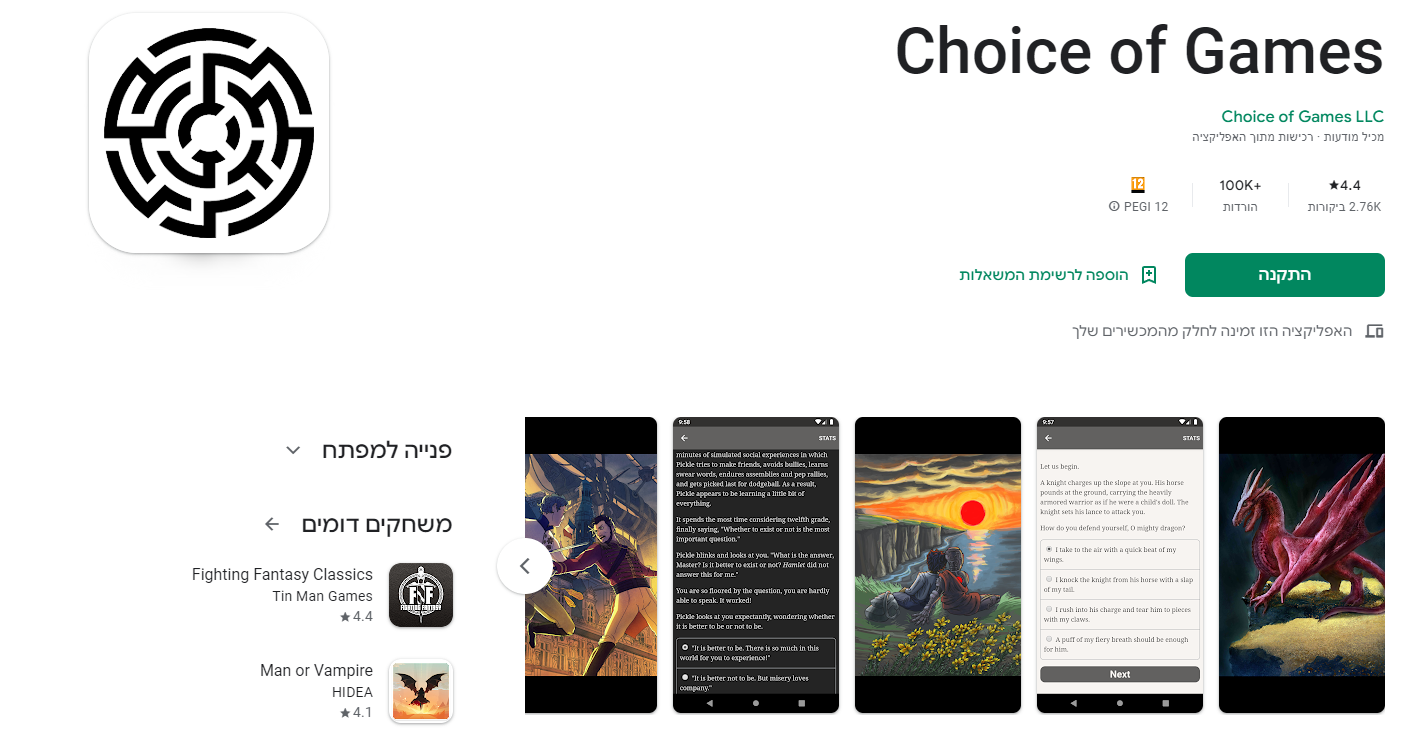 Choice of Games
Choice of Games LLC
מכיל מודעות · רכישות מתוך האפליקציה
4.4★
2.76K ביקורות
100K+
הורדות
12
PEGI 12
התקנה
הוספה לרשימת המשאלות
האפליקציה הזו זמינה לחלק מהמכשירים שלך
9:57
STATS
Let us begin.
A knight charges up the slope at you. His horse
pounds at the ground, carrying the heavily
armored warrior as if he were a child's doll. The
knight sets his lance to attack you.
How do you defend yourself, O mighty dragon?
I take to the air with a quick beat of my
wings.
I knock the knight from his horse with a slap
of my tail.
I rush into his charge and tear him to pieces
with my claws.
A puff of my fiery breath should be enough
for him.
Next
9:58
STATS
minutes of simulated social experiences in which
Pickle tries to make friends, avoids bullies, learns
swear words, endures assemblies and pep rallies,
and gets picked last for dodgeball. As a result,
Pickle appears to be learning a little bit of
everything.
It spends the most time considering twelfth grade,
finally saying, "Whether to exist or not is the most
important question."
Pickle blinks and looks at you. "What is the answer,
Master? Is it better to exist or not? Hamlet did not
answer this for me."
You are so floored by the question, you are hardly
able to speak. It worked!
Pickle looks at you expectantly, wondering whether
it is better to be or not to be.
"It is better to be. There is so much in this
world for you to experience!"
"It is better not to be. But misery loves
company."
פנייה למפתח
משחקים דומים
Fighting Fantasy Classics
Tin Man Games
4.4★
FF
FIGHTING FANTASY
Man or Vampire
HIDEA
4.1★